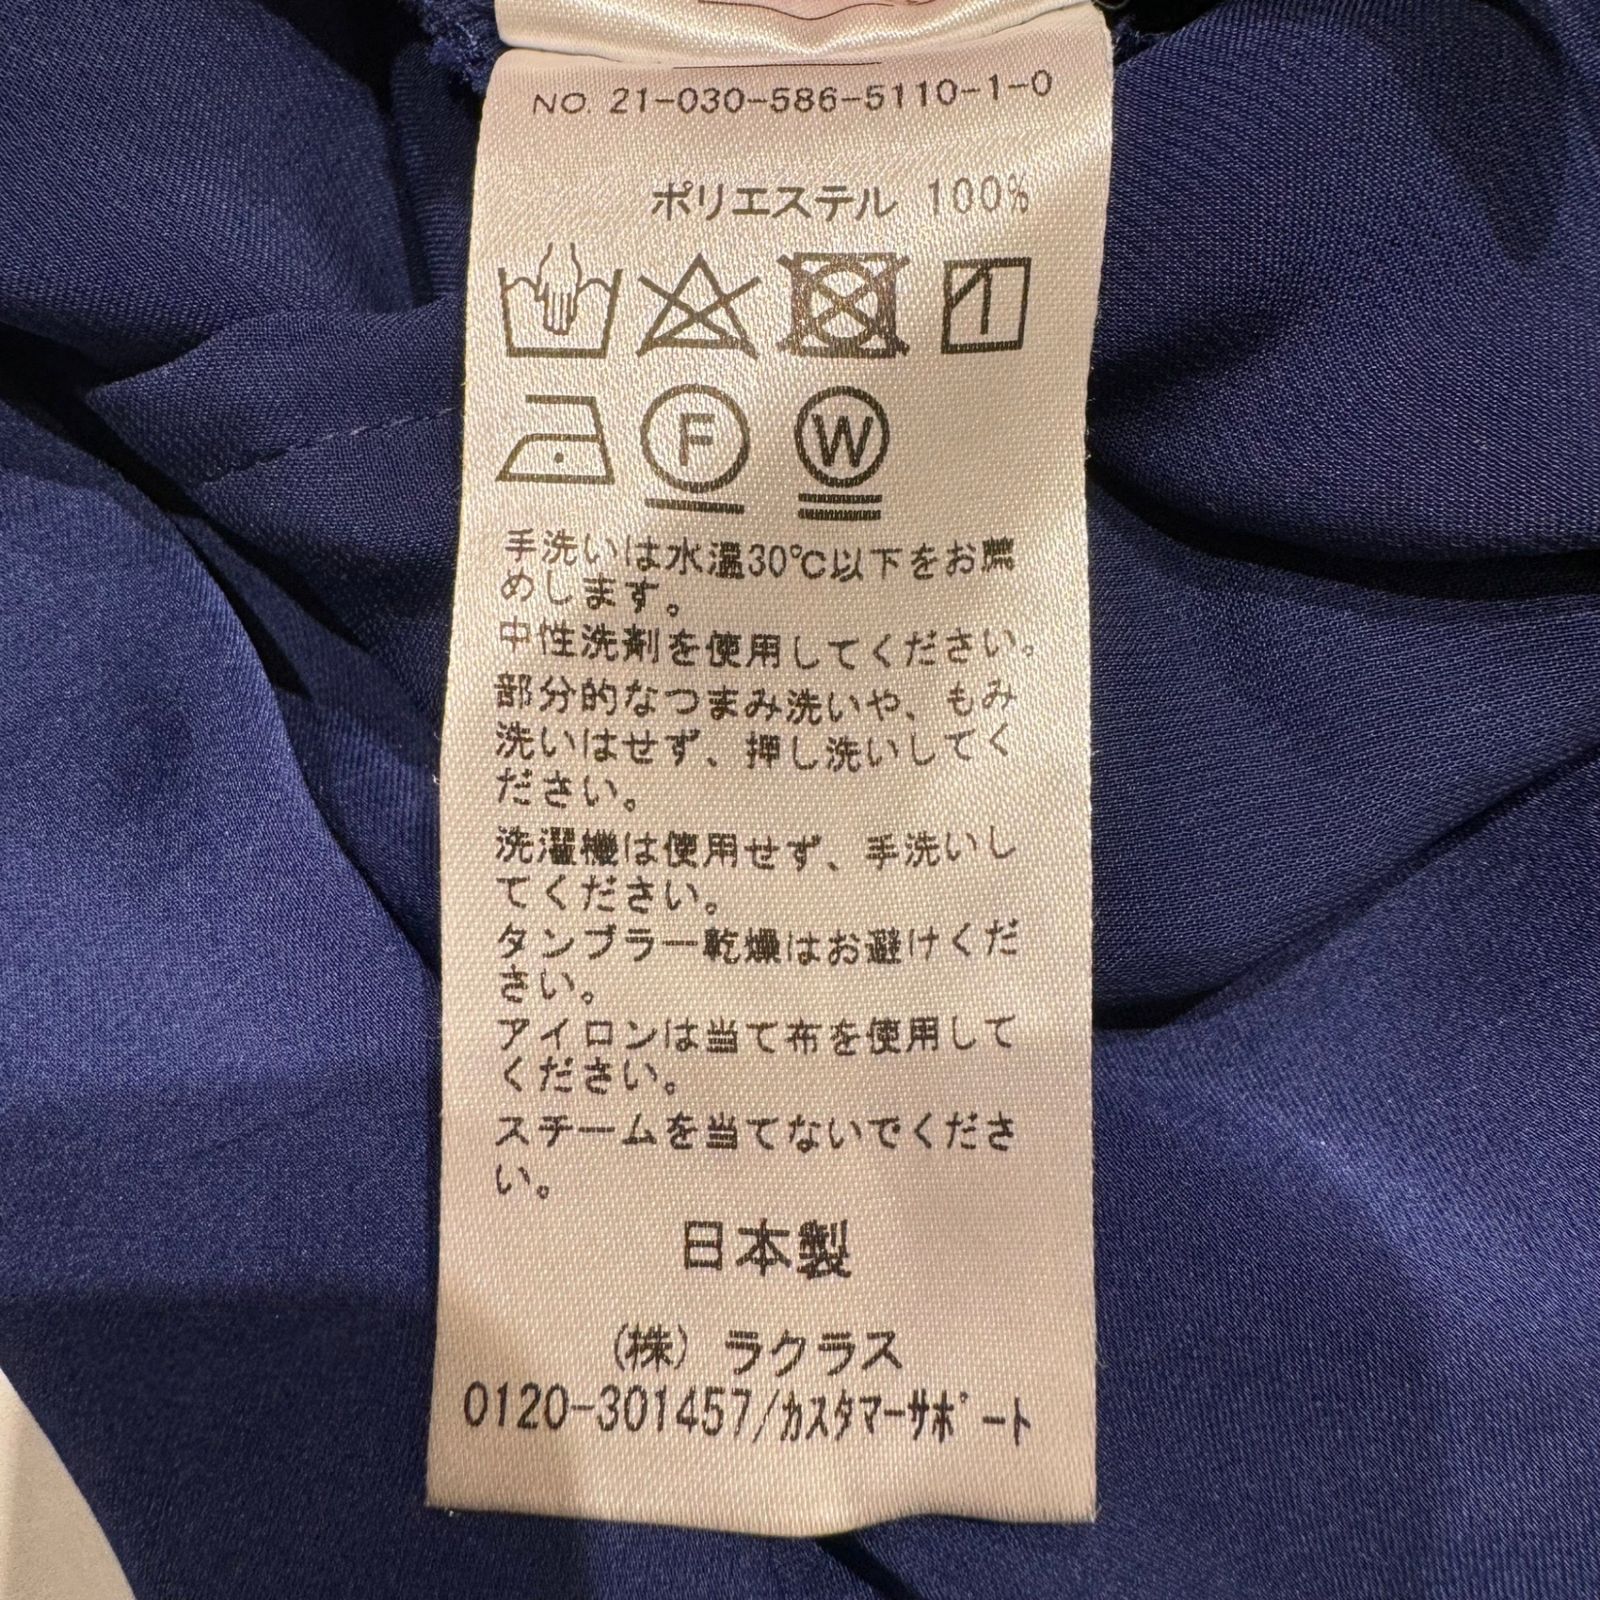 NO. 21-030-586-5110-1-0
ポリエステル 100%
F W
手洗いは水温30℃以下をお薦
めします。
中性洗剤を使用してください。
部分的なつまみ洗いや、もみ
洗いはせず、押し洗いしてく
ださい。
洗濯機は使用せず、手洗いし
てください。
タンブラー乾燥はお避けくだ
さい。
アイロンは当て布を使用して
ください。
スチームを当てないでくださ
い。
日本製
(株) ラクラス
0120-301457/ｶｽﾀﾏｰｻﾎﾟｰﾄ